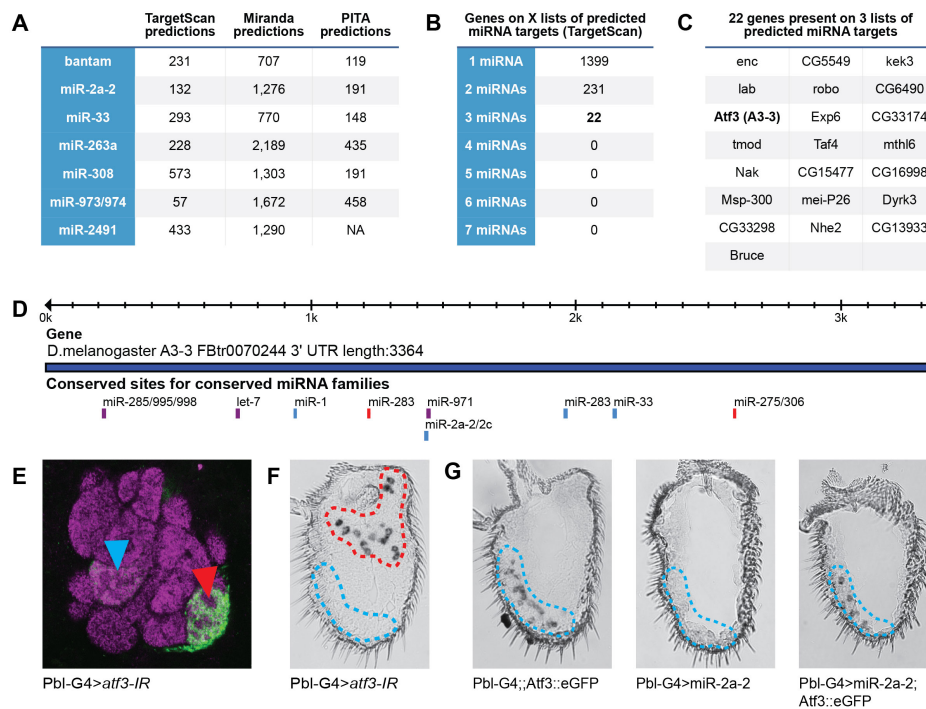 A
TargetScan predictions Miranda predictions PITA predictions
bantam 231 707 119
miR-2a-2 132 1,276 191
miR-33 293 770 148
miR-263a 228 2,189 435
miR-308 573 1,303 191
miR-973/974 57 1,672 458
miR-2491 433 1,290 NA
B
Genes on X lists of predicted
miRNA targets (TargetScan)
1 miRNA 1399
2 miRNAs 231
3 miRNAs 22
4 miRNAs 0
5 miRNAs 0
6 miRNAs 0
7 miRNAs 0
C
22 genes present on 3 lists of
predicted miRNA targets
enc CG5549 kek3
lab robo CG6490
Atf3 (A3-3) Exp6 CG33174
tmod Taf4 mthl6
Nak CG15477 CG16998
Msp-300 mei-P26 Dyrk3
CG33298 Nhe2 CG13933
Bruce
D
0k 1k 2k 3k
Gene
D.melanogaster A3-3 FBtr0070244 3' UTR length:3364
Conserved sites for conserved miRNA families
miR-285/995/998 let-7 miR-1 miR-283 miR-971 miR-283 miR-33 miR-275/306
miR-2a-2/2c
E
Pbl-G4>atf3-IR
F
Pbl-G4>atf3-IR
G
Pbl-G4;;Atf3::eGFP
Pbl-G4>miR-2a-2
Pbl-G4>miR-2a-2;
Atf3::eGFP